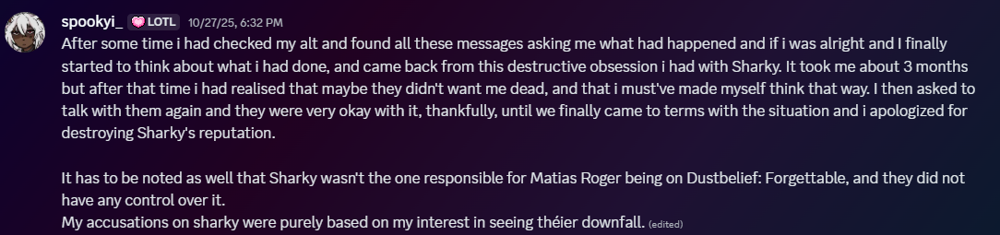 spookyi_ LOTL 10/27/25, 6:32 PM
After some time i had checked my alt and found all these messages asking me what had happened and if i was alright and I finally
started to think about what i had done, and came back from this destructive obsession i had with Sharky. It took me about 3 months
but after that time i had realised that maybe they didn't want me dead, and that i must've made myself think that way. I then asked to
talk with them again and they were very okay with it, thankfully, until we finally came to terms with the situation and i apologized for
destroying Sharky's reputation.
It has to be noted as well that Sharky wasn't the one responsible for Matias Roger being on Dustbelief: Forgettable, and they did not
have any control over it.
My accusations on sharky were purely based on my interest in seeing théier downfall. (edited)